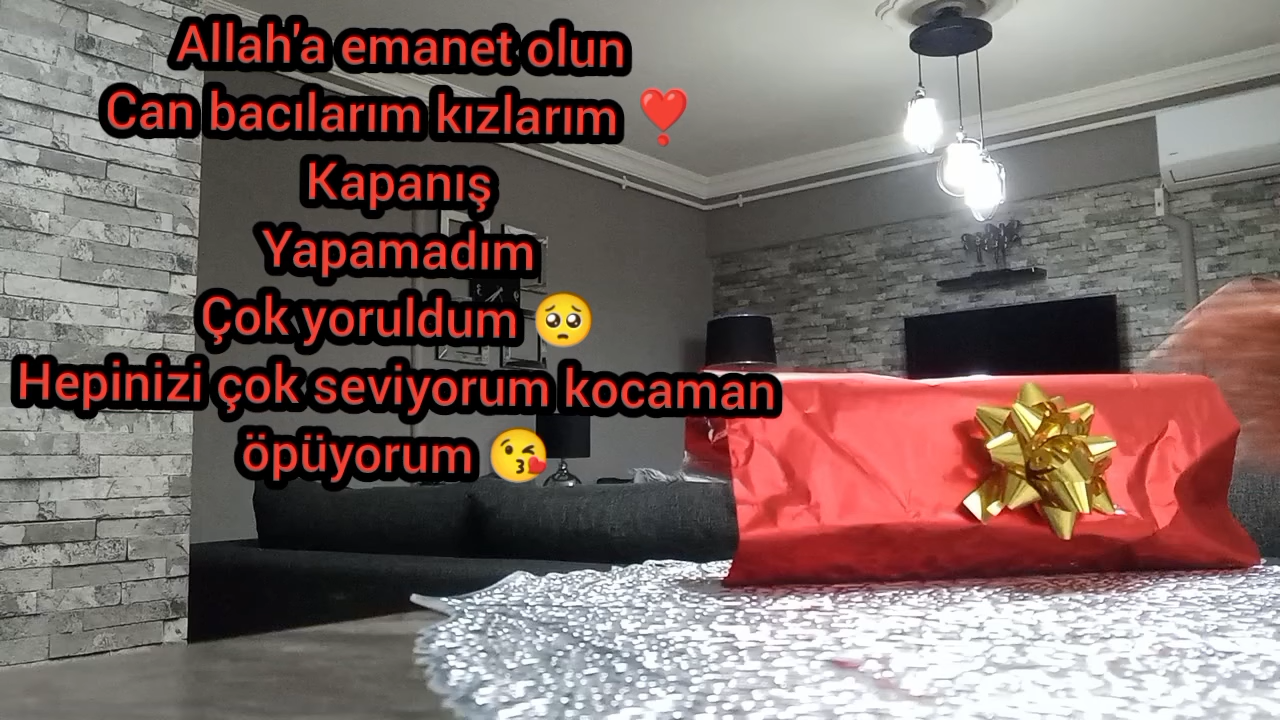 Allah'a emanet olun
Can bacılarım kızlarım ❣️
Kapanış
Yapamadım
Çok yoruldum 🥺
Hepinizi çok seviyorum kocaman
öpüyorum 😘